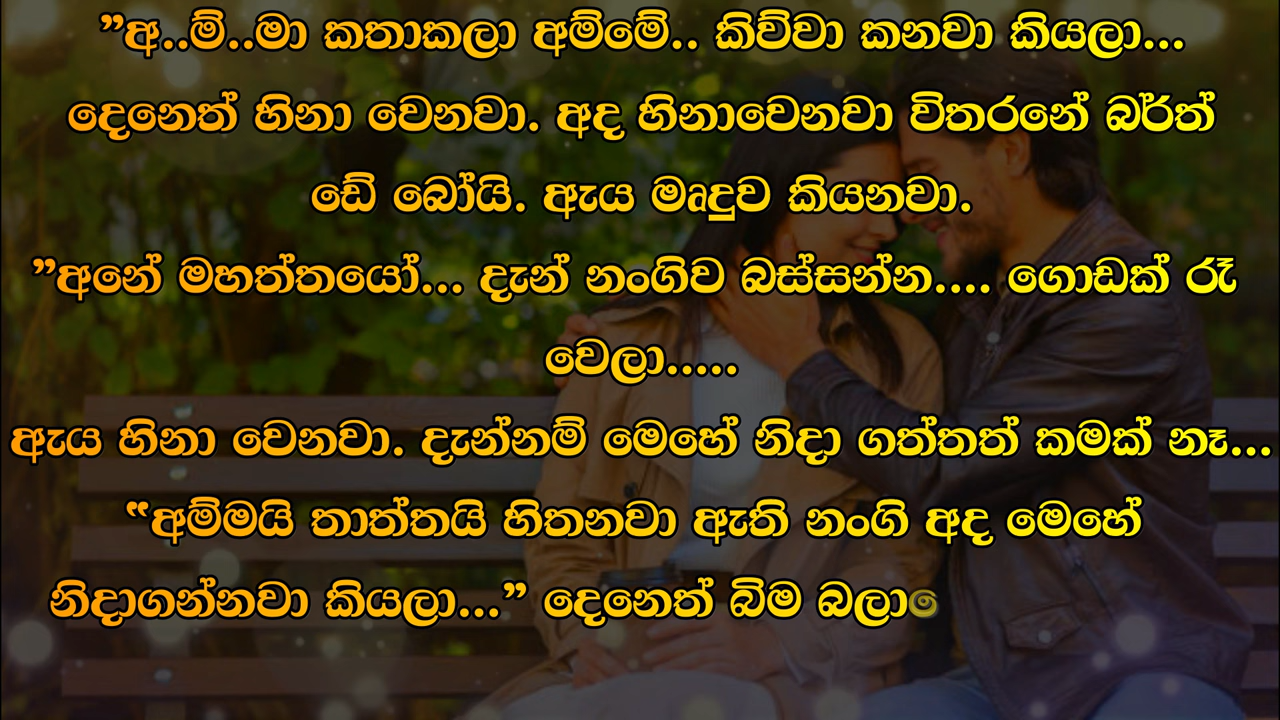 ”අ..ම්..මා කතාකලා අම්මේ.. කිව්වා කනවා කියලා...
දෙනෙත් හිනා වෙනවා. අද හිනාවෙනවා විතරනේ බර්ත්
ඩේ බෝයි. ඇය මෘදුව කියනවා.
”අනේ මහත්තයෝ... දැන් නංගිව බස්සන්න.... ගොඩක් රෑ
වෙලා.....
ඇය හිනා වෙනවා. දැන්නම් මෙහේ නිදා ගත්තත් කමක් නෑ...
“අම්මයි තාත්තයි හිතනවා ඇති නංගි අද මෙහේ
නිදාගන්නවා කියලා...” දෙනෙත් බිම බලා